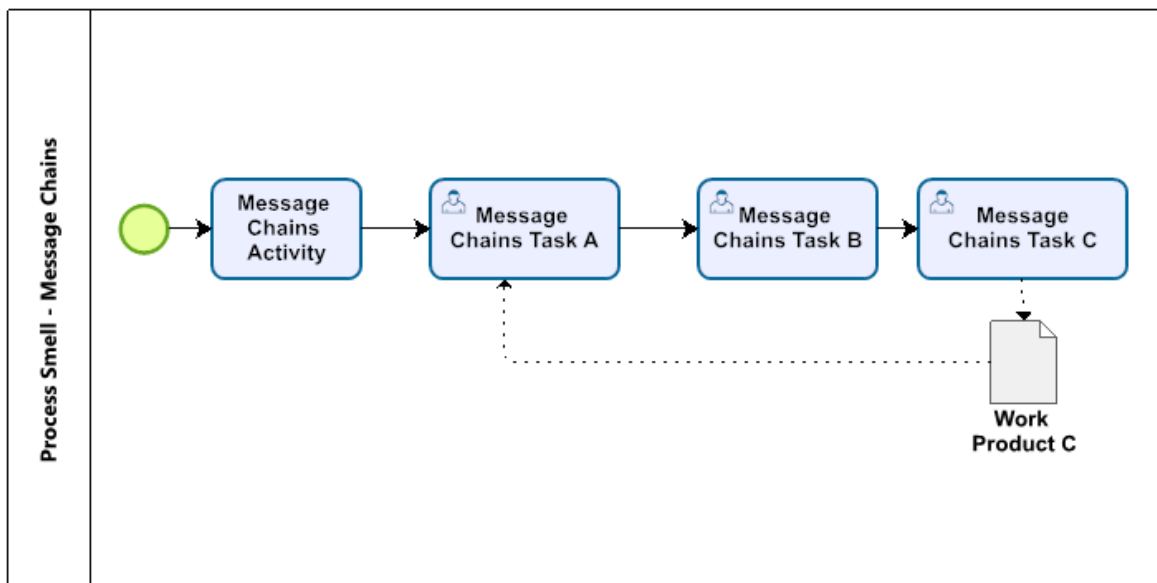 Process Smell - Message Chains
Message
Chains
Activity
Message
Chains Task A
Message
Chains Task B
Message
Chains Task C
Work
Product C